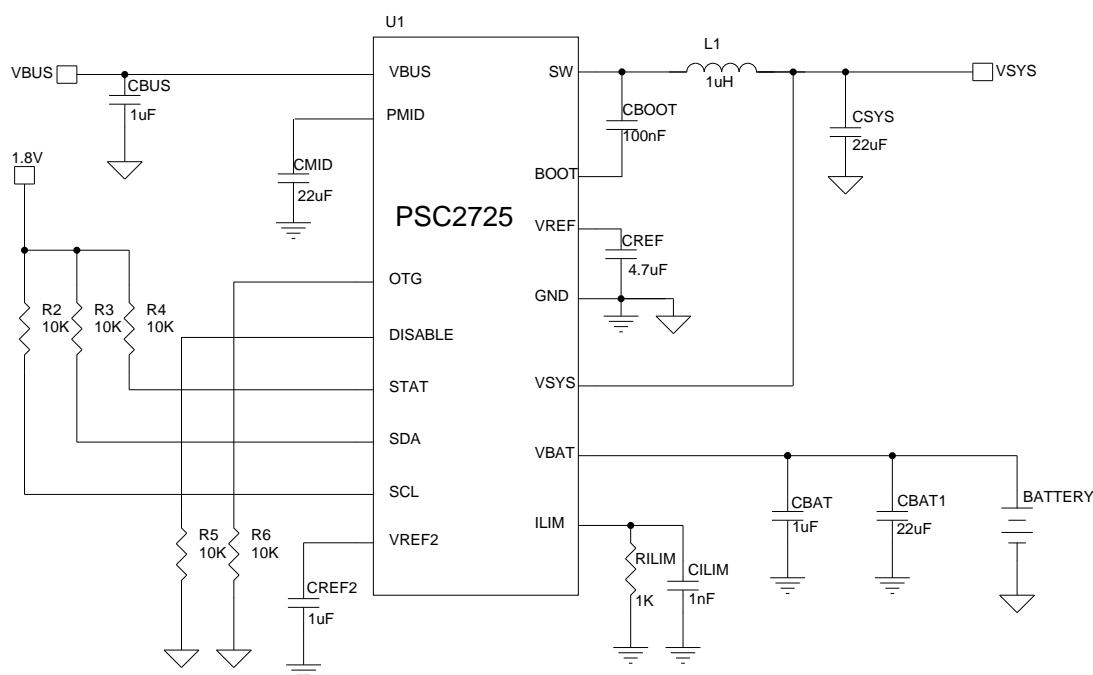 U1
VBUS
CBUS
1uF
VBUS
PMID
CMID
22uF
1.8V
PSC2725
SW
L1
1uH
VSYS
CBOOT
100nF
CSYS
22uF
BOOT
VREF
CREF
4.7uF
GND
OTG
R2
10K
R3
10K
R4
10K
DISABLE
STAT
VSYS
SDA
VBAT
SCL
CBAT
1uF
CBAT1
22uF
BATTERY
ILIM
R5
10K
R6
10K
VREF2
RILIM
1K
CILIM
1nF
CREF2
1uF